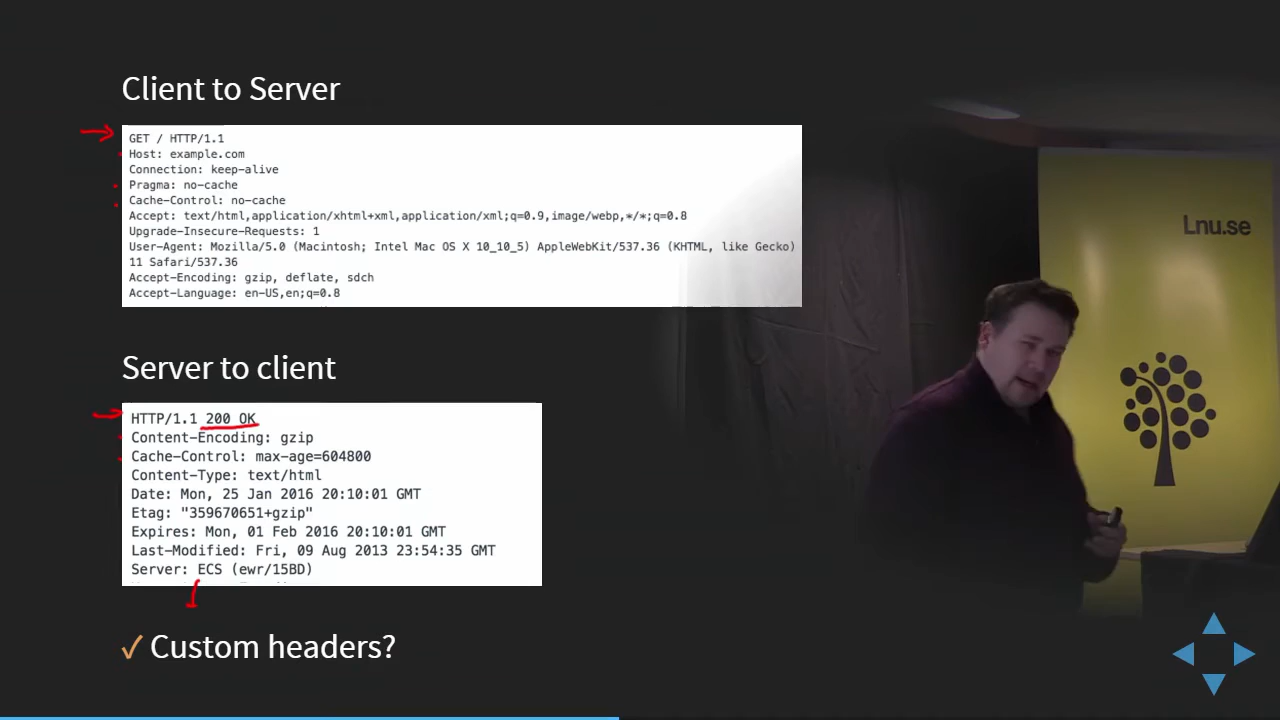 Client to Server
GET / HTTP/1.1
Host: example.com
Connection: keep-alive
Pragma: no-cache
Cache-Control: no-cache
Accept: text/html,application/xhtml+xml,application/xml;q=0.9,image/webp,*/*;q=0.8
Upgrade-Insecure-Requests: 1
User-Agent: Mozilla/5.0 (Macintosh; Intel Mac OS X 10_10_5) AppleWebKit/537.36 (KHTML, like Gecko)
11 Safari/537.36
Accept-Encoding: gzip, deflate, sdch
Accept-Language: en-US,en;q=0.8
Lnu.se
Server to client
HTTP/1.1 200 OK
Content-Encoding: gzip
Cache-Control: max-age=604800
Content-Type: text/html
Date: Mon, 25 Jan 2016 20:10:01 GMT
Etag: "359670651+gzip"
Expires: Mon, 01 Feb 2016 20:10:01 GMT
Last-Modified: Fri, 09 Aug 2013 23:54:35 GMT
Server: ECS (ewr/15BD)
✓ Custom headers?